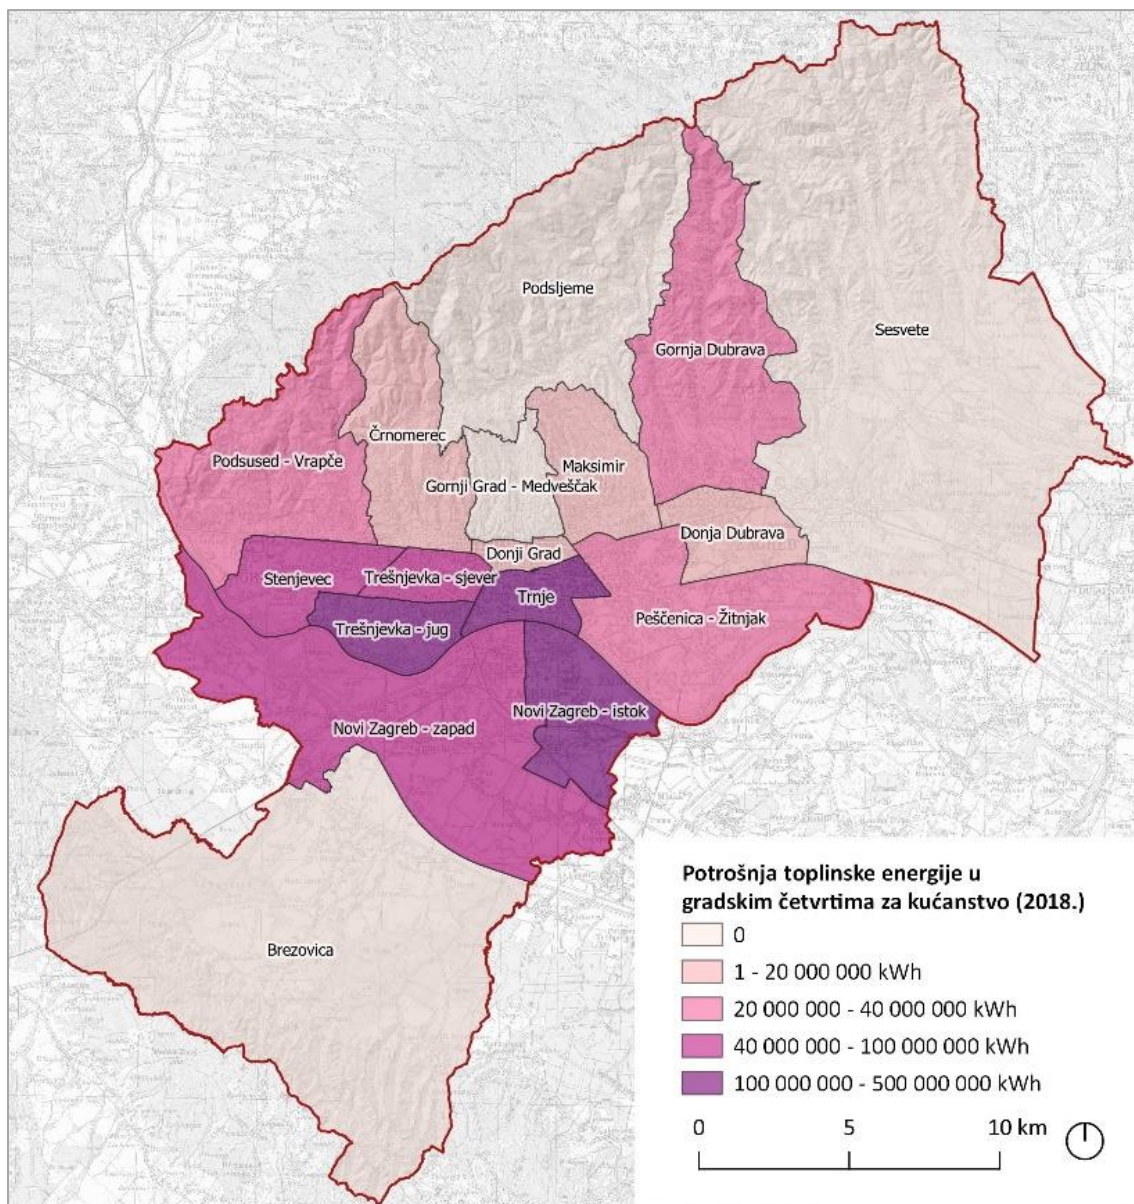 Podsljeme
Sesvete
Gornja Dubrava
Črnomerec
Podsused - Vrapče
Maksimir
Gornji Grad - Medveščak
Donja Dubrava
Donji Grad
Stenjevec
Trešnjevka - sjever
Trnje
Peščenica - Žitnjak
Trešnjevka - jug
Novi Zagreb - istok
Novi Zagreb - zapad
Brezovica
Potrošnja toplinske energije u
gradskim četvrtima za kućanstvo (2018.)
0
1 - 20 000 000 kWh
20 000 000 - 40 000 000 kWh
40 000 000 - 100 000 000 kWh
100 000 000 - 500 000 000 kWh
0 5 10 km